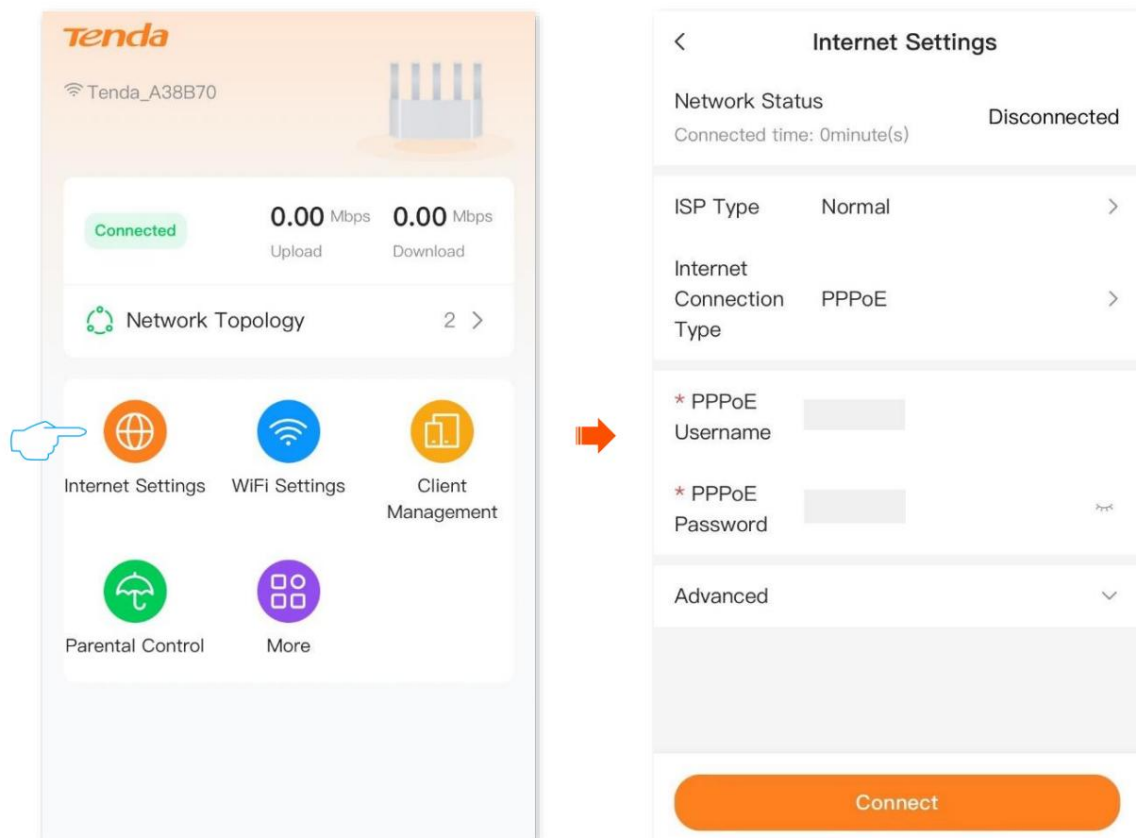 Tenda
Tenda_A38B70
Connected
0.00 Mbps
Upload
0.00 Mbps
Download
Network Topology 2
Internet Settings
WiFi Settings
Client
Management
Parental Control
More
Internet Settings
Network Status
Connected time: 0minute(s)
Disconnected
ISP Type Normal
Internet
Connection PPPoE
Type
* PPPoE
Username
* PPPoE
Password
Advanced
Connect